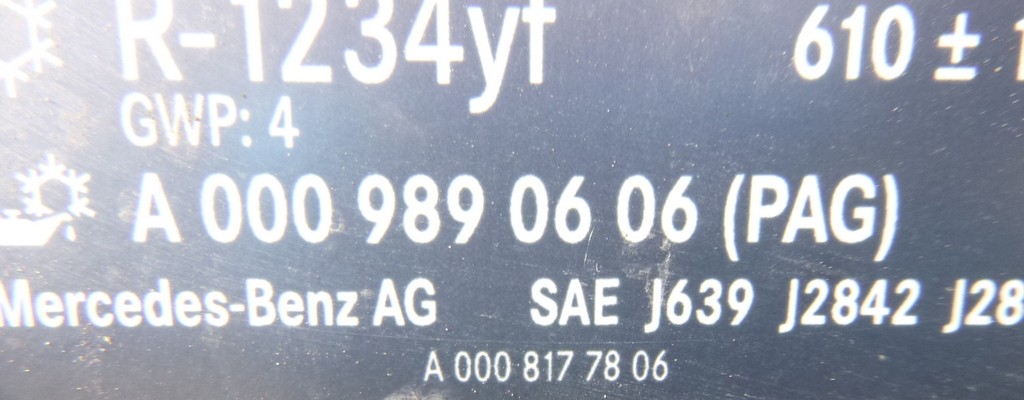 R-1234yf 610 ±
GWP: 4
A 000 989 06 06 (PAG)
Mercedes-Benz AG SAE J639 J2842 J28
A 000 817 78 06